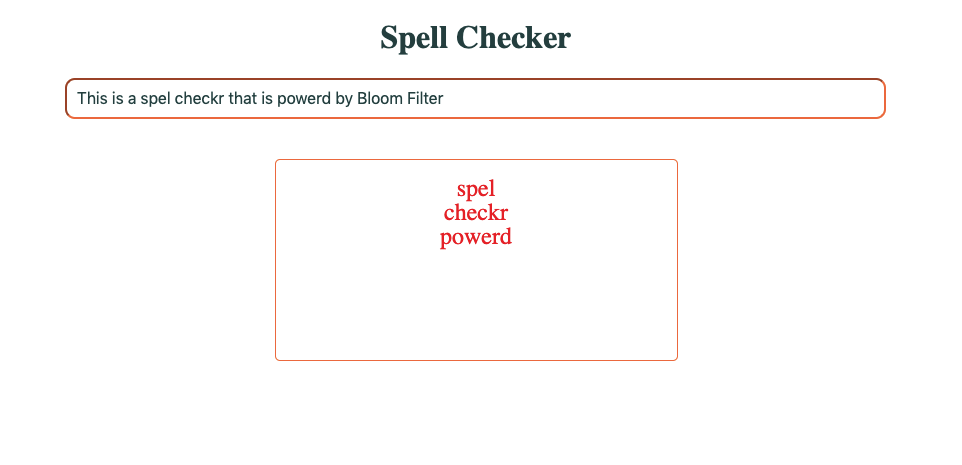 Spell Checker
This is a spel checkr that is powerd by Bloom Filter
spel
checkr
powerd